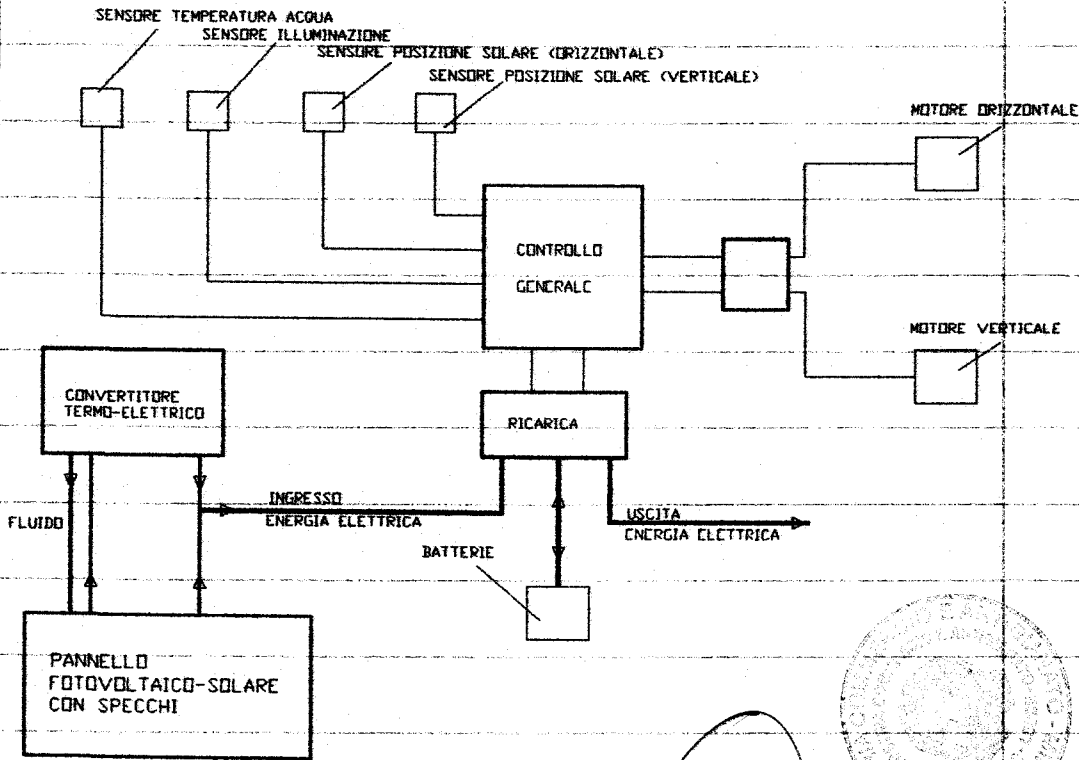 SENSORE TEMPERATURA ACQUA
SENSORE ILLUMINAZIONE
SENSORE POSIZIONE SOLARE (ORIZZONTALE)
SENSORE POSIZIONE SOLARE (VERTICALE)
MOTORE ORIZZONTALE
CONTROLLO
GENERALE
MOTORE VERTICALE
CONVERTITORE
TERMO-ELETTRICO
RICARICA
FLUIDO
INGRESSO
ENERGIA ELETTRICA
USCITA
ENERGIA ELETTRICA
BATTERIE
PANNELLO
FOTOVOLTAICO-SOLARE
CON SPECCHI